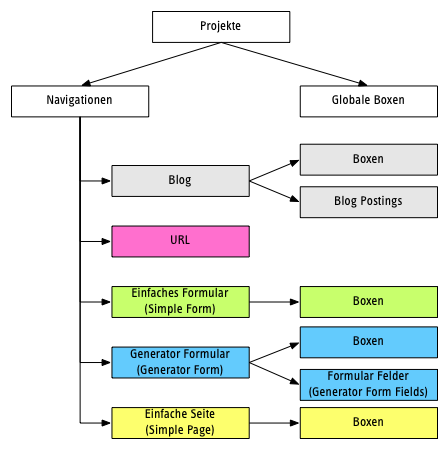 Projekte
Navigationen
Globale Boxen
Blog
Boxen
Blog Postings
URL
Einfaches Formular
(Simple Form)
Boxen
Generator Formular
(Generator Form)
Boxen
Formular Felder
(Generator Form Fields)
Einfache Seite
(Simple Page)
Boxen